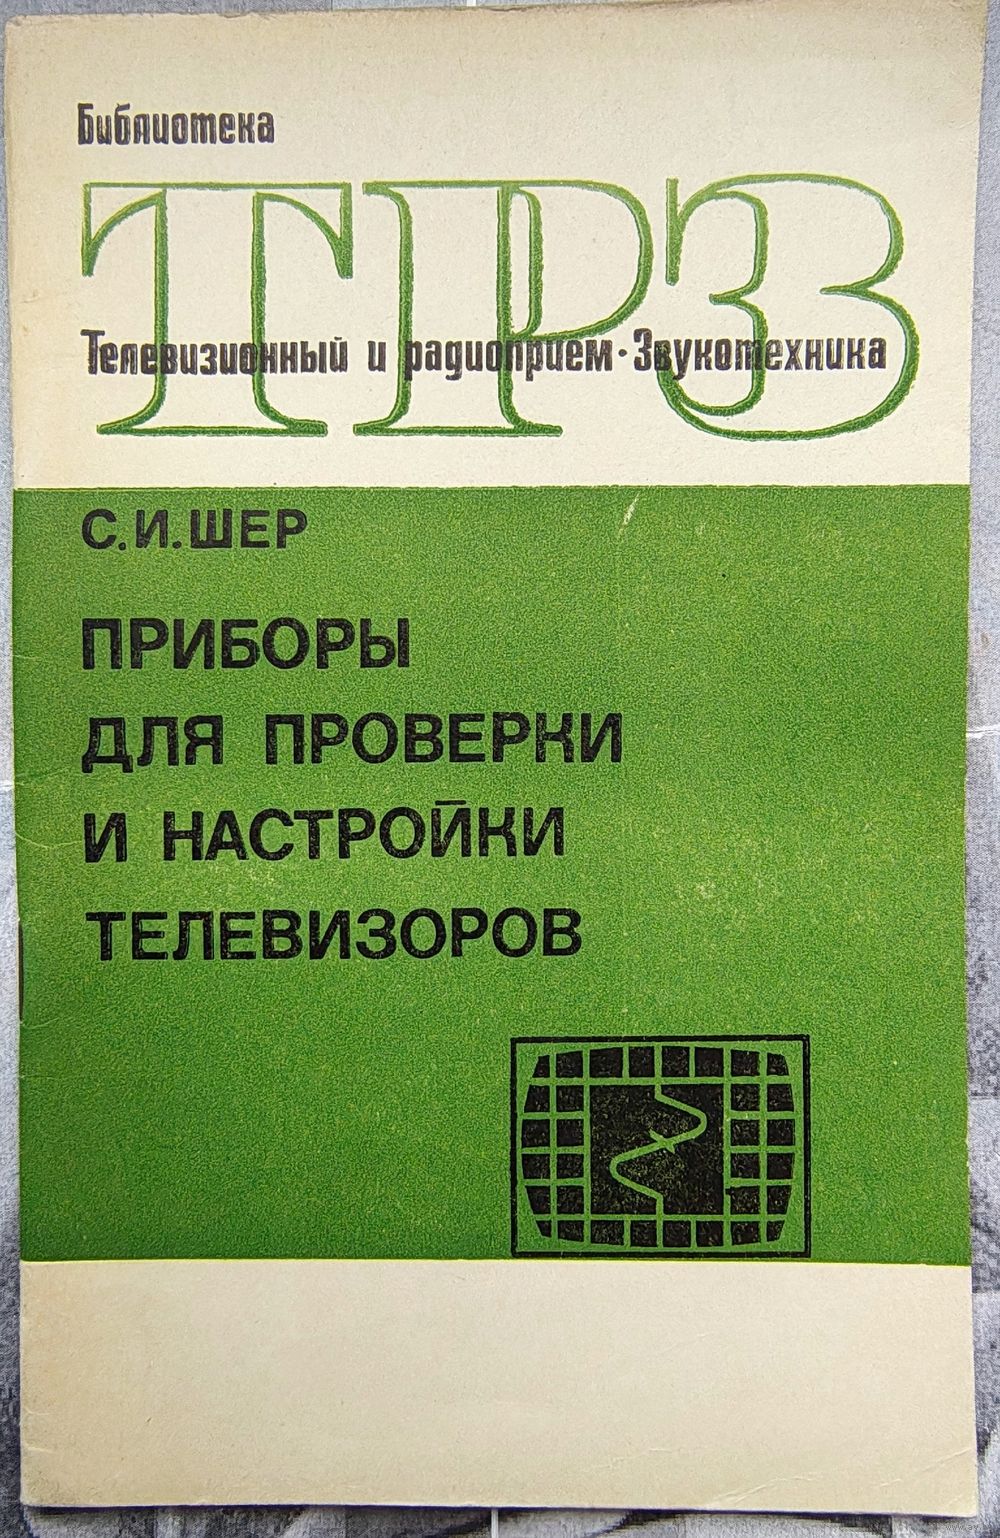 Библиотека
ТРЗ
Телевизионный и радиоприем·Звукотехника
С.И.ШЕР
ПРИБОРЫ
ДЛЯ ПРОВЕРКИ
И НАСТРОЙКИ
ТЕЛЕВИЗОРОВ